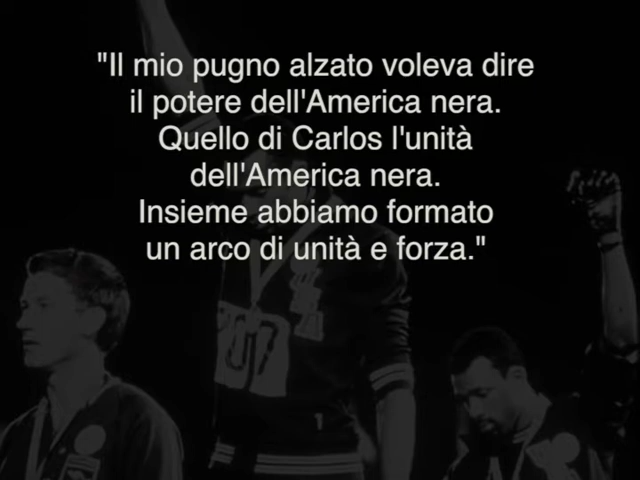 "Il mio pugno alzato voleva dire
il potere dell'America nera.
Quello di Carlos l'unità
dell'America nera.
Insieme abbiamo formato
un arco di unità e forza."